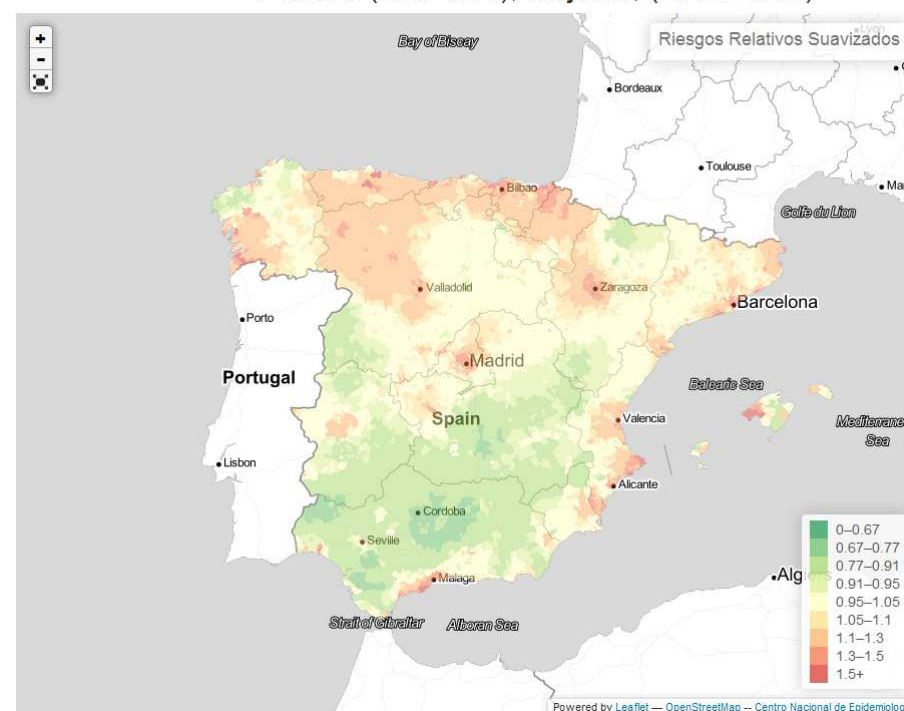 +
Bay of Biscay
Riesgos Relativos Suavizados
Lyon
-
Bordeaux
Toulouse
Bilbao
Golfe du Lion
Valladolid
Zaragoza
Barcelona
Porto
Madrid
Portugal
Balearic Sea
Spain
Valencia
Sea
Lisbon
Alicante
Cordoba
Seville
Malaga
Strait of Gibraltar
Alboran Sea
0–0.67
0.67–0.77
0.77–0.91
0.91–0.95
0.95–1.05
1.05–1.1
1.1–1.3
1.3–1.5
1.5+
Powered by Leaflet — OpenStreetMap -- Centro Nacional de